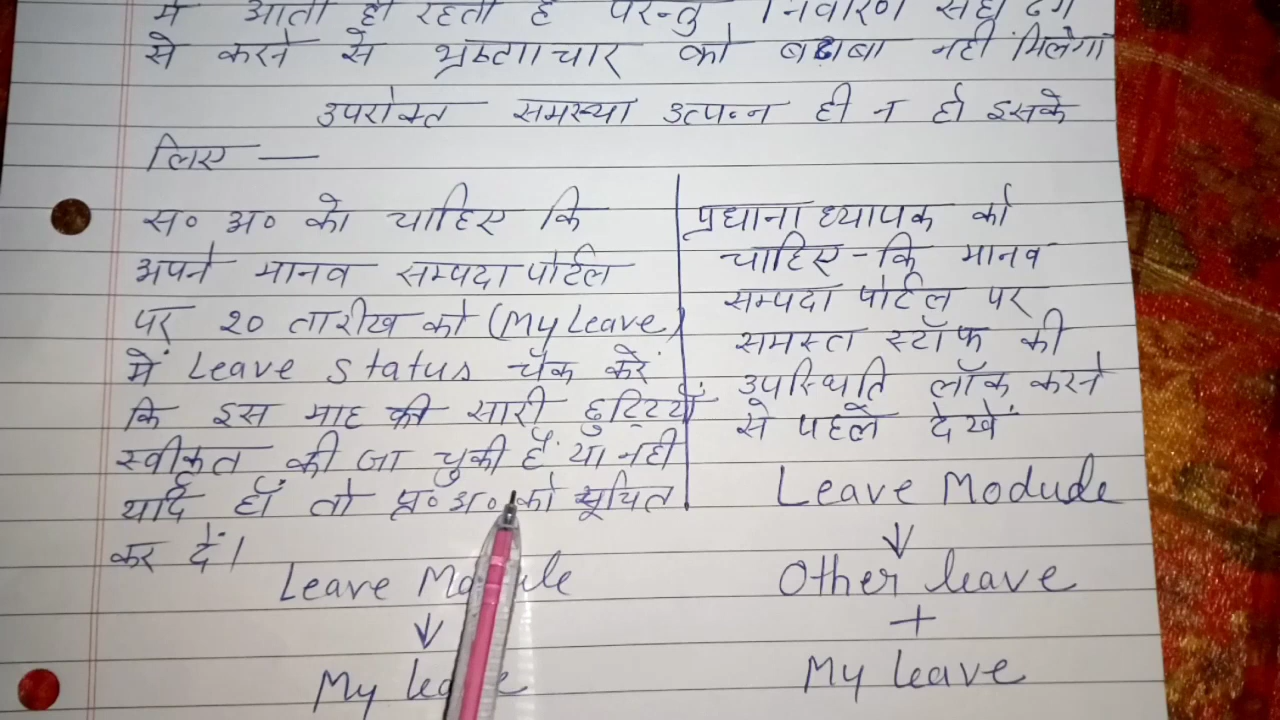 में आती ही रहती है परन्तु निवारण सही ढंग
से करने से भ्रष्टाचार को बढाबा नही मिलेगा
उपरोक्त समस्या उत्पन्न ही न हो इसके
लिए —
स० अ० को चाहिए कि
अपने मानव सम्पदा पोर्टल
पर २० तारीख को (My Leave)
में Leave Status चैक करें
कि इस माह की सारी छुट्टियाँ
स्वीकृत की जा चुकी हैं या नही
यदि हाँ तो प्र० अ० को सूचित
कर दें।
Leave Module
↓
My leave
प्रधानाध्यापक को
चाहिए - कि मानव
सम्पदा पोर्टल पर
समस्त स्टॉफ की
उपस्थिति लॉक करने
से पहले देखें
Leave Modude
↓
Other leave
+
My leave